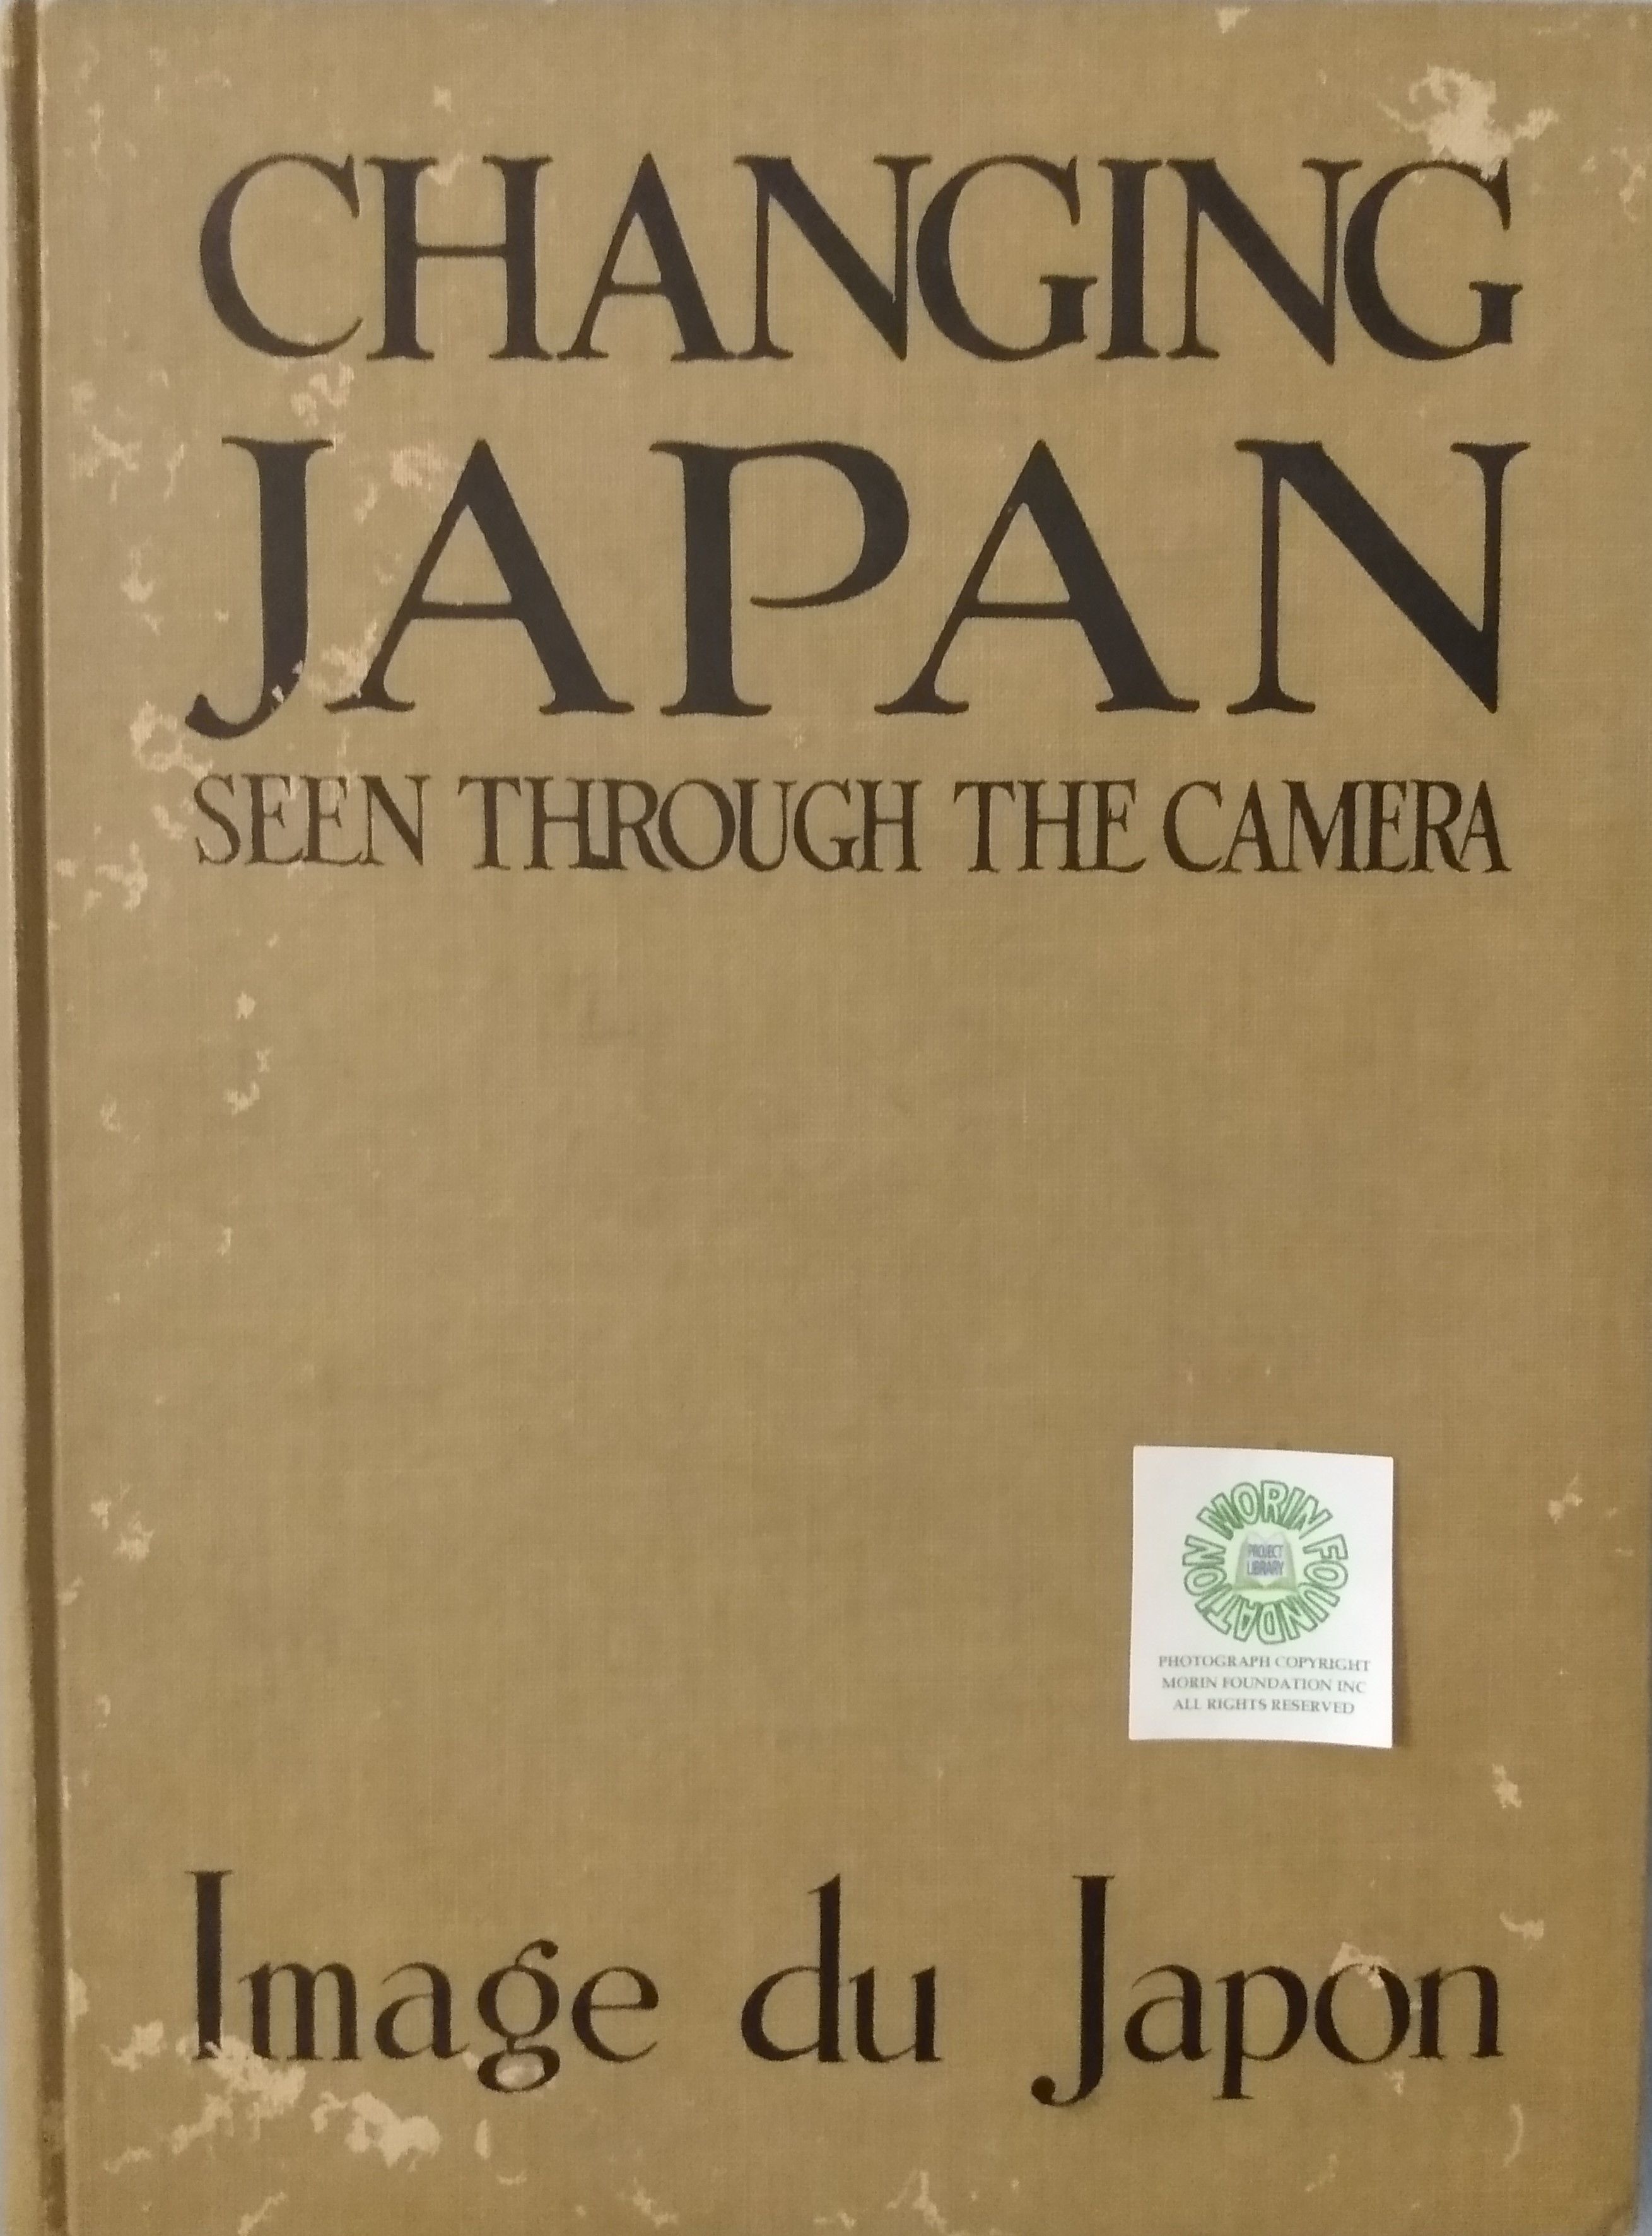 CHANGING
JAPAN
SEEN THROUGH THE CAMERA
MORIN FOUNDATION
PROJECT
LIBRARY
PHOTOGRAPH COPYRIGHT
MORIN FOUNDATION INC
ALL RIGHTS RESERVED
Image du Japon